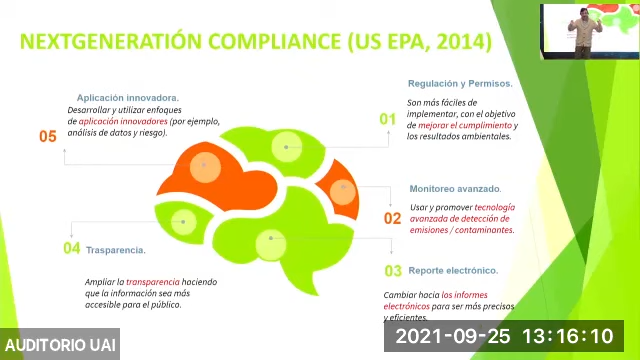 NEXTGENERATIÓN COMPLIANCE (US EPA, 2014)
Regulación y Permisos.
01
Son más fáciles de
implementar, con el objetivo
de mejorar el cumplimiento y
los resultados ambientales.
Monitoreo avanzado.
02
Usar y promover tecnología
avanzada de detección de
emisiones / contaminantes.
03
Reporte electrónico.
Cambiar hacia los informes
electrónicos para ser más precisos
y eficientes.
04
Trasparencia.
Ampliar la transparencia haciendo
que la información sea más
accesible para el público.
Aplicación innovadora.
05
Desarrollar y utilizar enfoques
de aplicación innovadores (por ejemplo,
análisis de datos y riesgo).
AUDITORIO UAI
2021-09-25 13:16:10